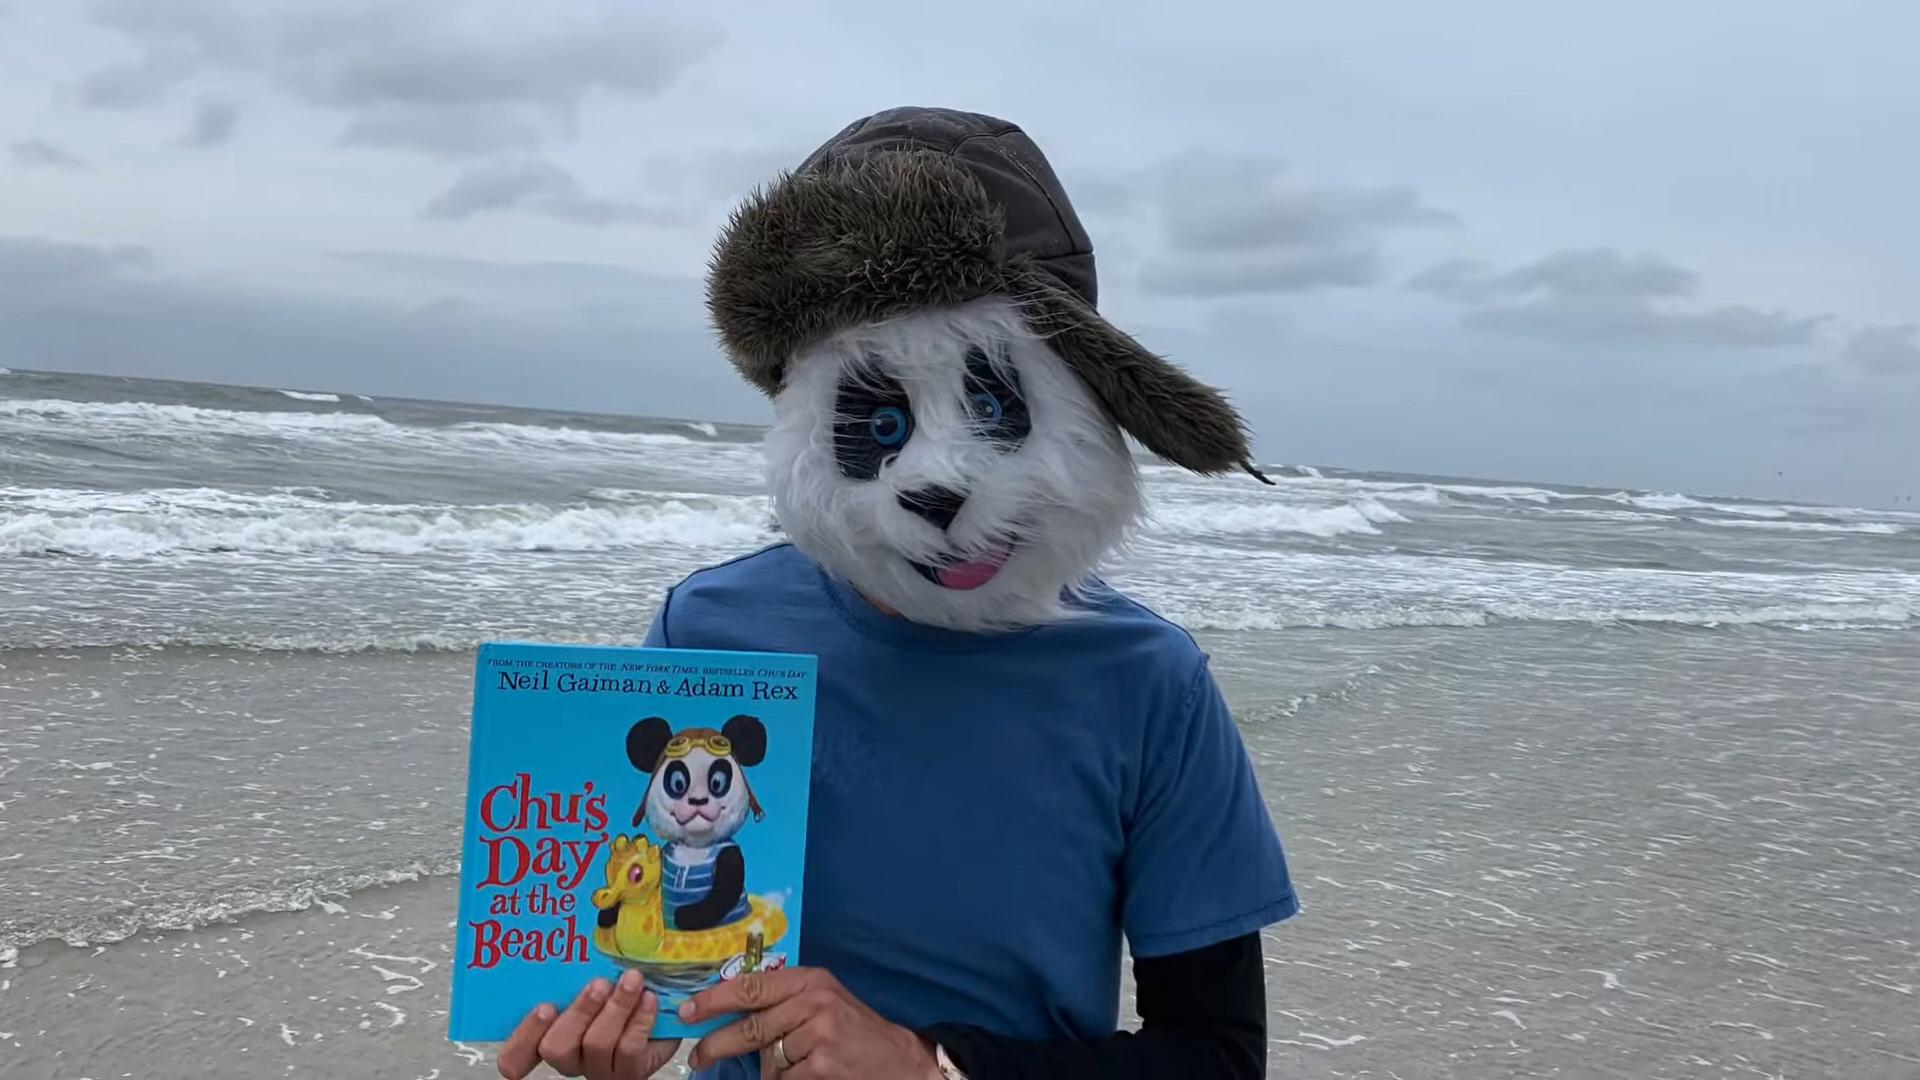 FROM THE CREATORS OF THE NEW YORK TIMES BESTSELLER CHU'S DAY
Neil Gaiman & Adam Rex
Chu's
Day
at the
Beach